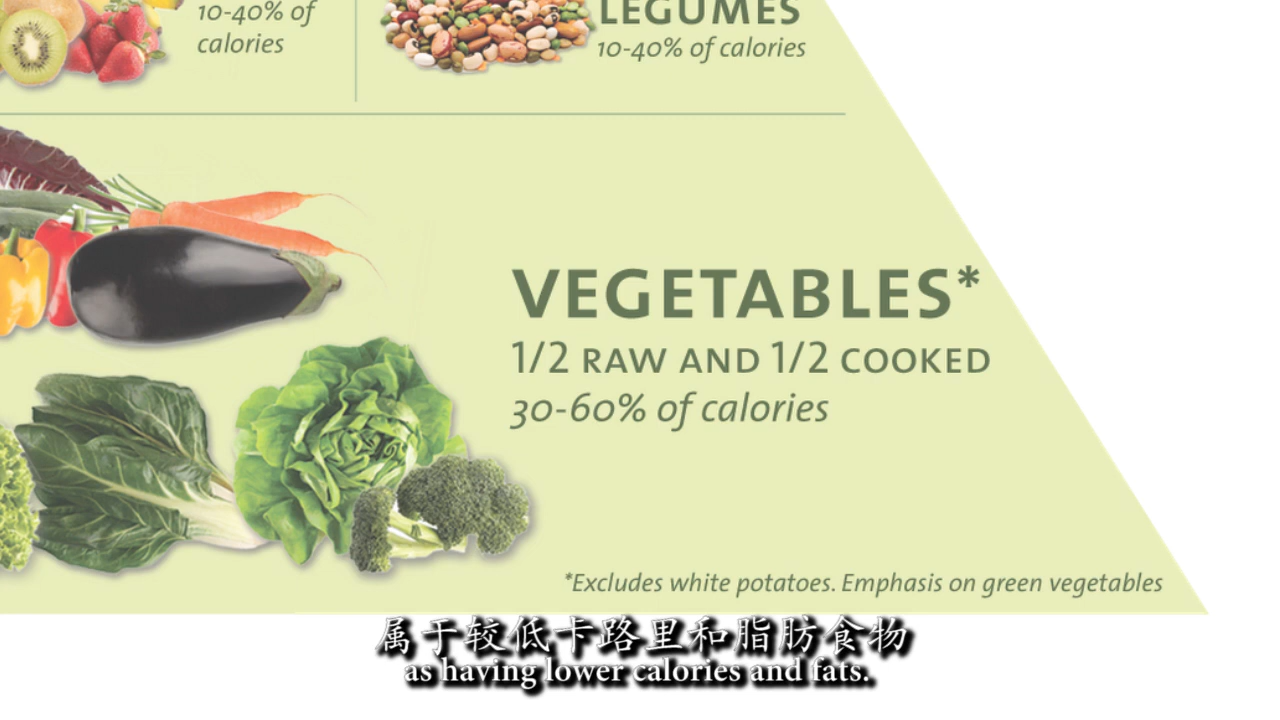 10-40% of
calories
LEGUMES
10-40% of calories
VEGETABLES*
1/2 RAW AND 1/2 COOKED
30-60% of calories
*Excludes white potatoes. Emphasis on green vegetables
属于较低卡路里和脂肪食物
as having lower calories and fats.